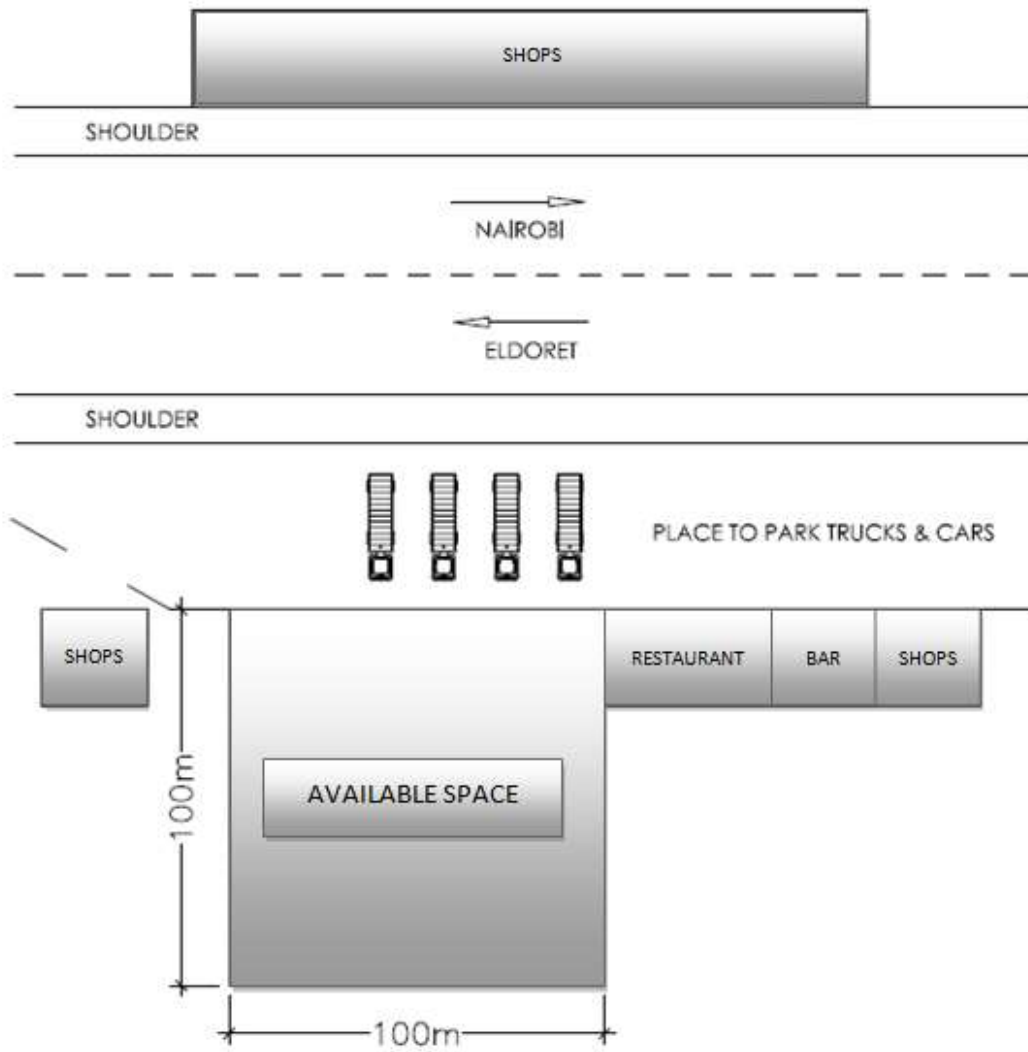 SHOPS
SHOULDER
NAIROBI
ELDORET
SHOULDER
PLACE TO PARK TRUCKS & CARS
SHOPS
RESTAURANT
BAR
SHOPS
AVAILABLE SPACE
100m
100m